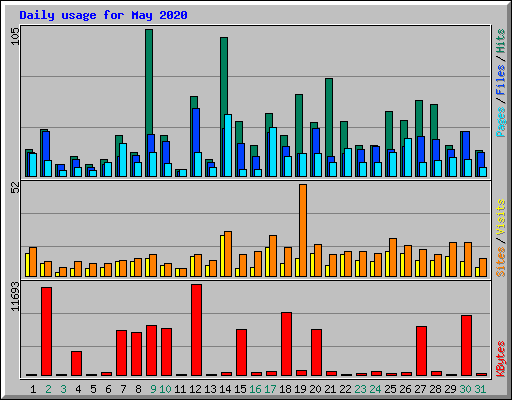 Daily usage for May 2020
105
Pages / Files / Hits
52
Sites / Visits
11693
KBytes
1 2 3 4 5 6 7 8 9 10 11 12 13 14 15 16 17 18 19 20 21 22 23 24 25 26 27 28 29 30 31